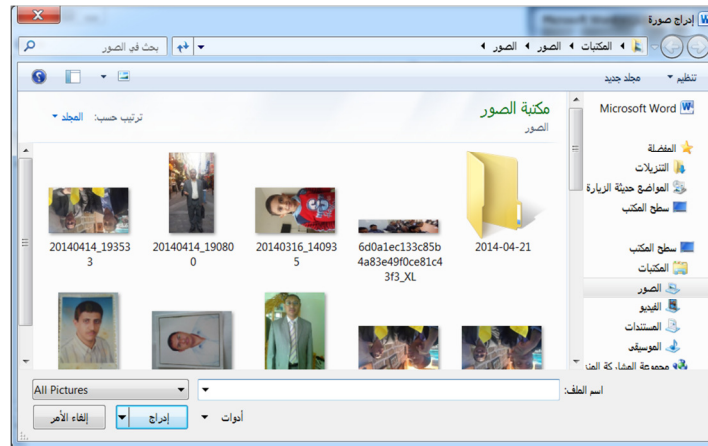 إدراج صورة
المكتبات
الصور
الصور
بحث في الصور
تنظيم
مجلد جديد
Microsoft Word
المفضلة
التنزيلات
المواضع حديثة الزيارة
سطح المكتب
سطح المكتب
المكتبات
الصور
الفيديو
المستندات
الموسيقى
مجموعة المشاركة
مكتبة الصور
الصور
ترتيب حسب: المجلد
2014-04-21
6d0a1ec133c85b
4a83e49f0ce81c4
3f3_XL
20140316_14093
5
20140414_19080
0
20140414_19353
3
اسم الملف:
All Pictures
أدوات
إدراج
إلغاء الأمر